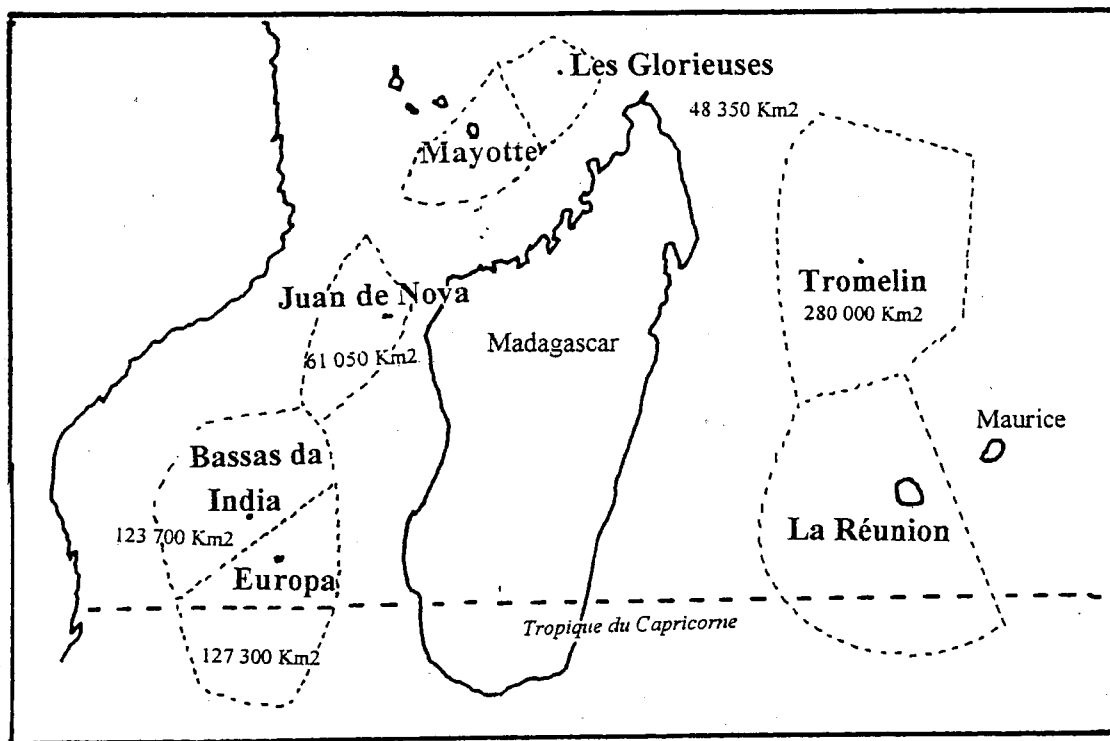 Les Glorieuses
48 350 Km2
Mayotte
Juan de Nova
61 050 Km2
Madagascar
Tromelin
280 000 Km2
Maurice
Bassas da
India
123 700 Km2
Europa
La Réunion
Tropique du Capricorne
127 300 Km2